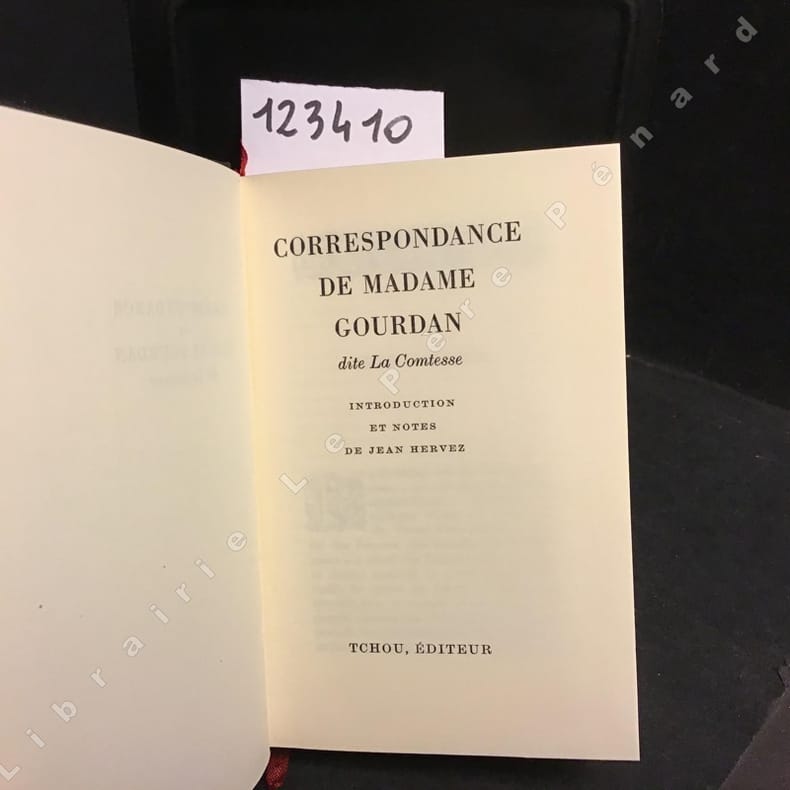 123410
CORRESPONDANCE
DE MADAME
GOURDAN
dite La Comtesse
INTRODUCTION
ET NOTES
DE JEAN HERVEZ
TCHOU, ÉDITEUR
Librairie Le Père Pénard